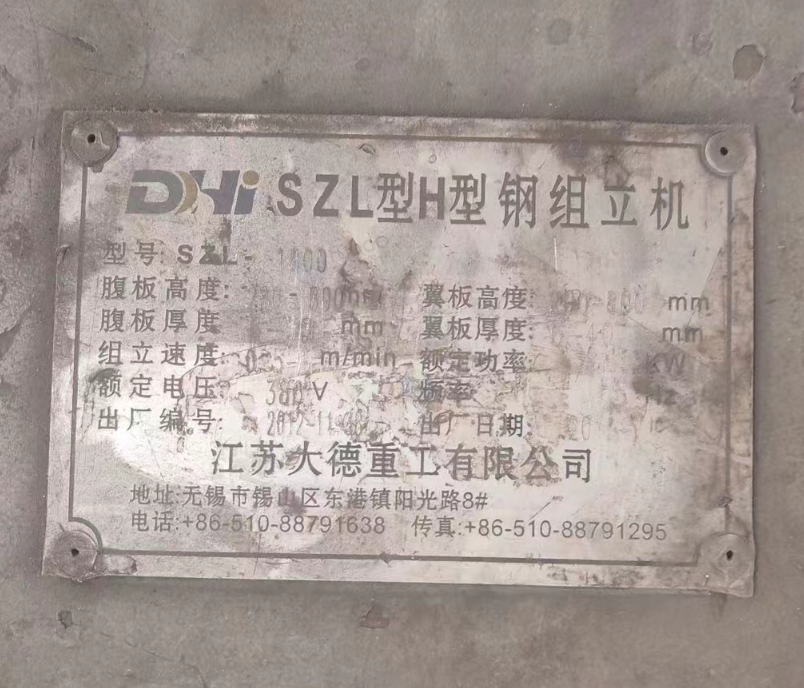 DHi SZL型H型钢组立机
型号: SZL-
腹板高度: mm 翼板高度: mm
腹板厚度 mm 翼板厚度: mm
组立速度: m/min 额定功率: KW
额定电压: 380 V 频率: Hz
出厂编号: 2012-11 出厂日期:
江苏大德重工有限公司
地址:无锡市锡山区东港镇阳光路8#
电话:+86-510-88791638 传真:+86-510-88791295